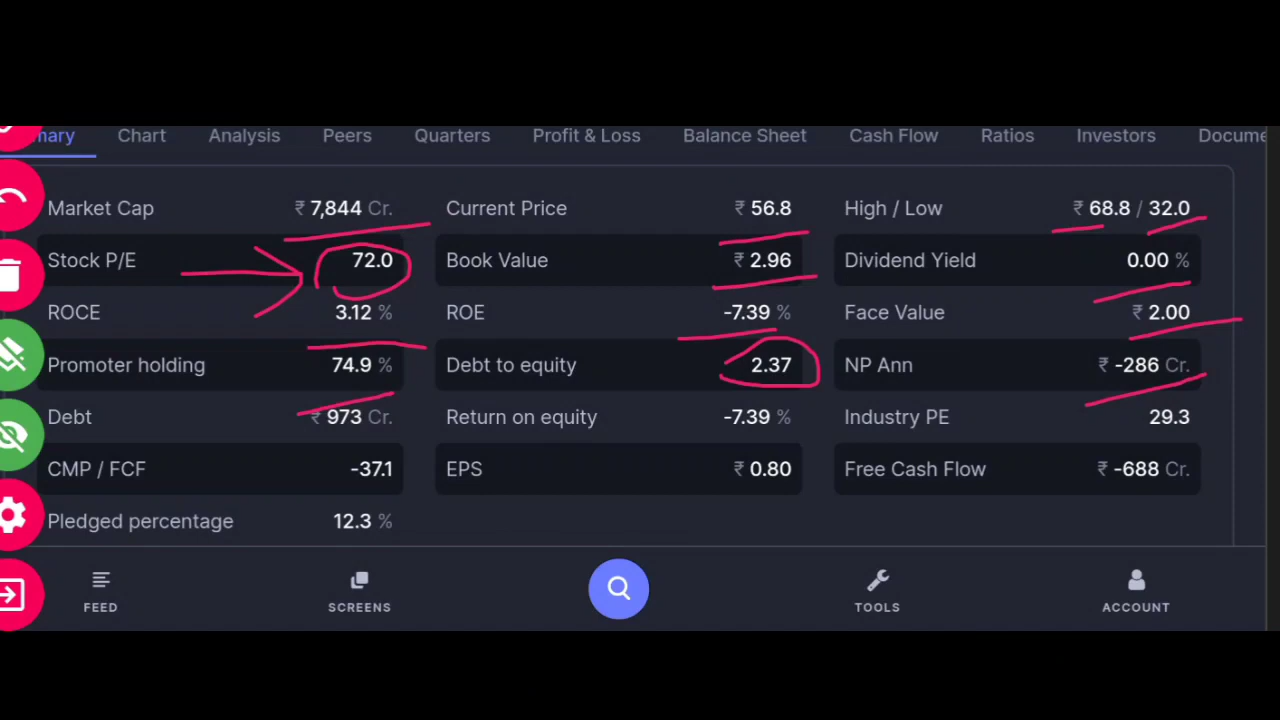 mary Chart Analysis Peers Quarters Profit & Loss Balance Sheet Cash Flow Ratios Investors Docume
Market Cap ₹ 7,844 Cr. Current Price ₹ 56.8 High / Low ₹ 68.8 / 32.0
Stock P/E 72.0 Book Value ₹ 2.96 Dividend Yield 0.00 %
ROCE 3.12 % ROE -7.39 % Face Value ₹ 2.00
Promoter holding 74.9 % Debt to equity 2.37 NP Ann ₹ -286 Cr.
Debt ₹ 973 Cr. Return on equity -7.39 % Industry PE 29.3
CMP / FCF -37.1 EPS ₹ 0.80 Free Cash Flow ₹ -688 Cr.
Pledged percentage 12.3 %
FEED SCREENS TOOLS ACCOUNT